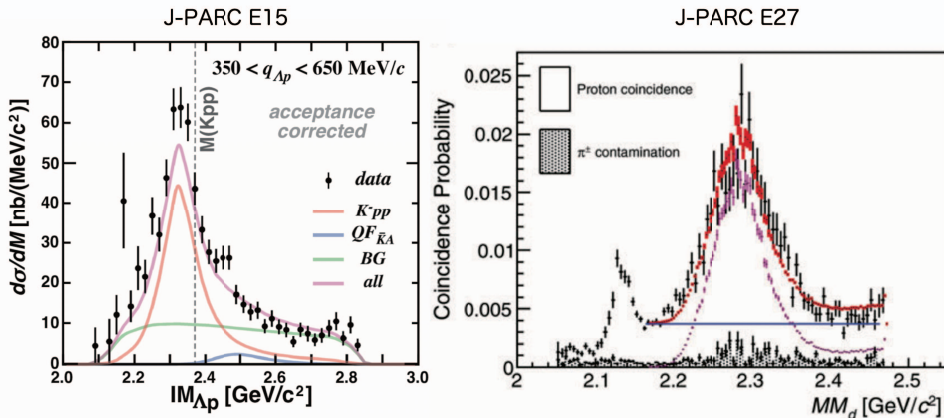 J-PARC E15
J-PARC E27
80
70
60
50
40
30
20
10
0
dσ/dM [nb/(MeV/c²)]
350 < q_Λp < 650 MeV/c
acceptance
corrected
M(Kpp)
data
K⁻pp
QF_K̄A
BG
all
2.0
2.2
2.4
2.6
2.8
3.0
IM_Λp [GeV/c²]
0.025
0.02
0.015
0.01
0.005
0
Coincidence Probability
Proton coincidence
π± contamination
2
2.1
2.2
2.3
2.4
2.5
MM_d [GeV/c²]